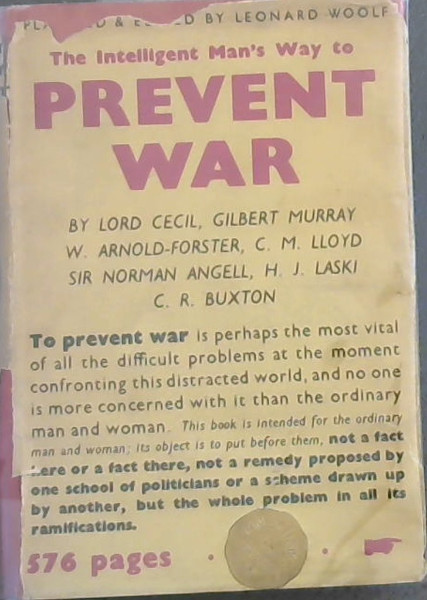 & BY LEONARD WOOLF
The Intelligent Man's Way to
PREVENT
WAR
BY LORD CECIL, GILBERT MURRAY
W. ARNOLD-FORSTER, C. M. LLOYD
SIR NORMAN ANGELL, H. J. LASKI
C. R. BUXTON
To prevent war is perhaps the most vital
of all the difficult problems at the moment
confronting this distracted world, and no one
is more concerned with it than the ordinary
man and woman. This book is intended for the ordinary
man and woman; its object is to put before them, not a fact
here or a fact there, not a remedy proposed by
one school of politicians or a scheme drawn up
by another, but the whole problem in all its
ramifications.
576 pages